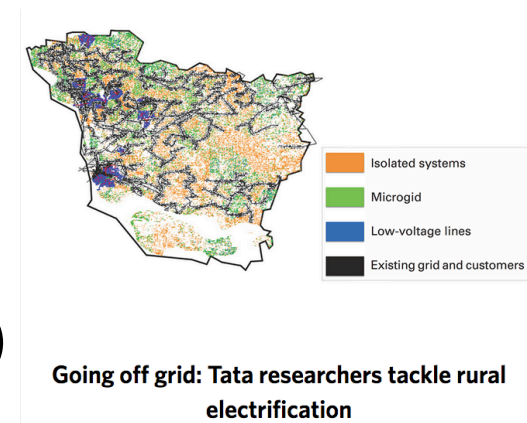 Isolated systems
Microgid
Low-voltage lines
Existing grid and customers
Going off grid: Tata researchers tackle rural
electrification